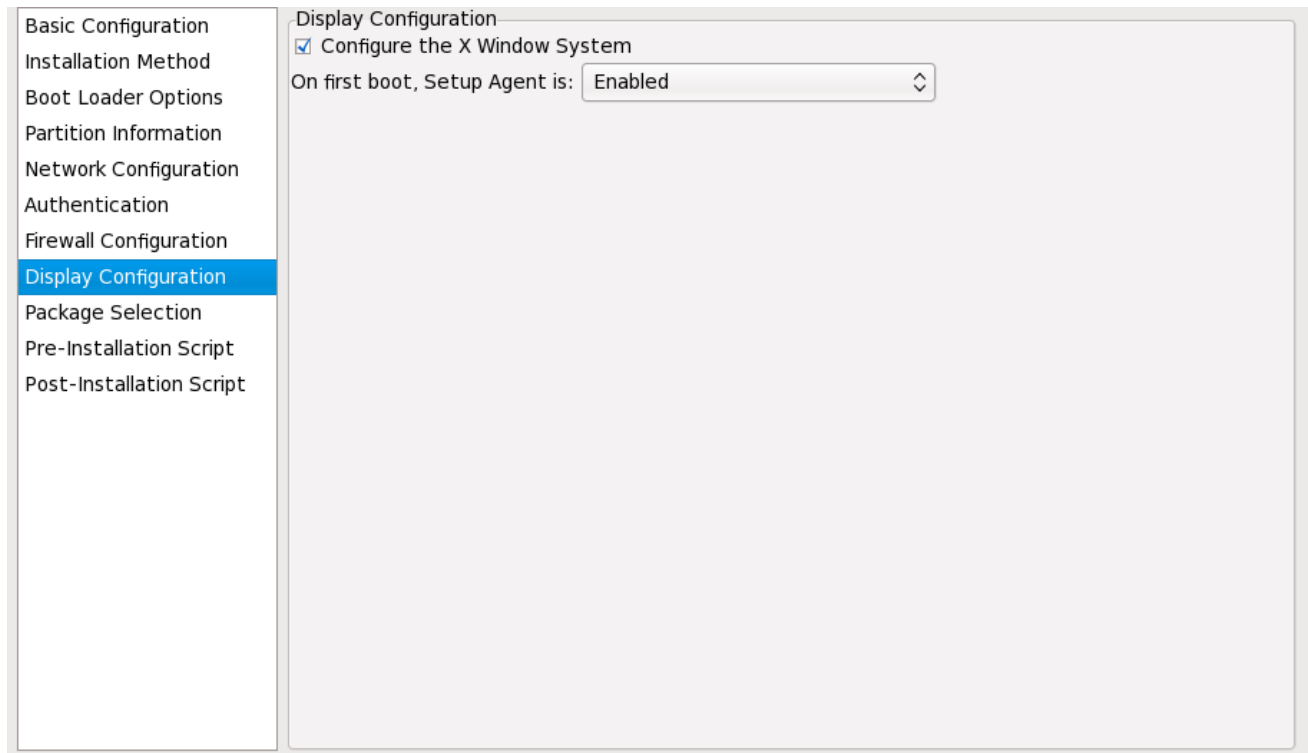 Basic Configuration
Installation Method
Boot Loader Options
Partition Information
Network Configuration
Authentication
Firewall Configuration
Display Configuration
Package Selection
Pre-Installation Script
Post-Installation Script
Display Configuration
Configure the X Window System
On first boot, Setup Agent is: Enabled